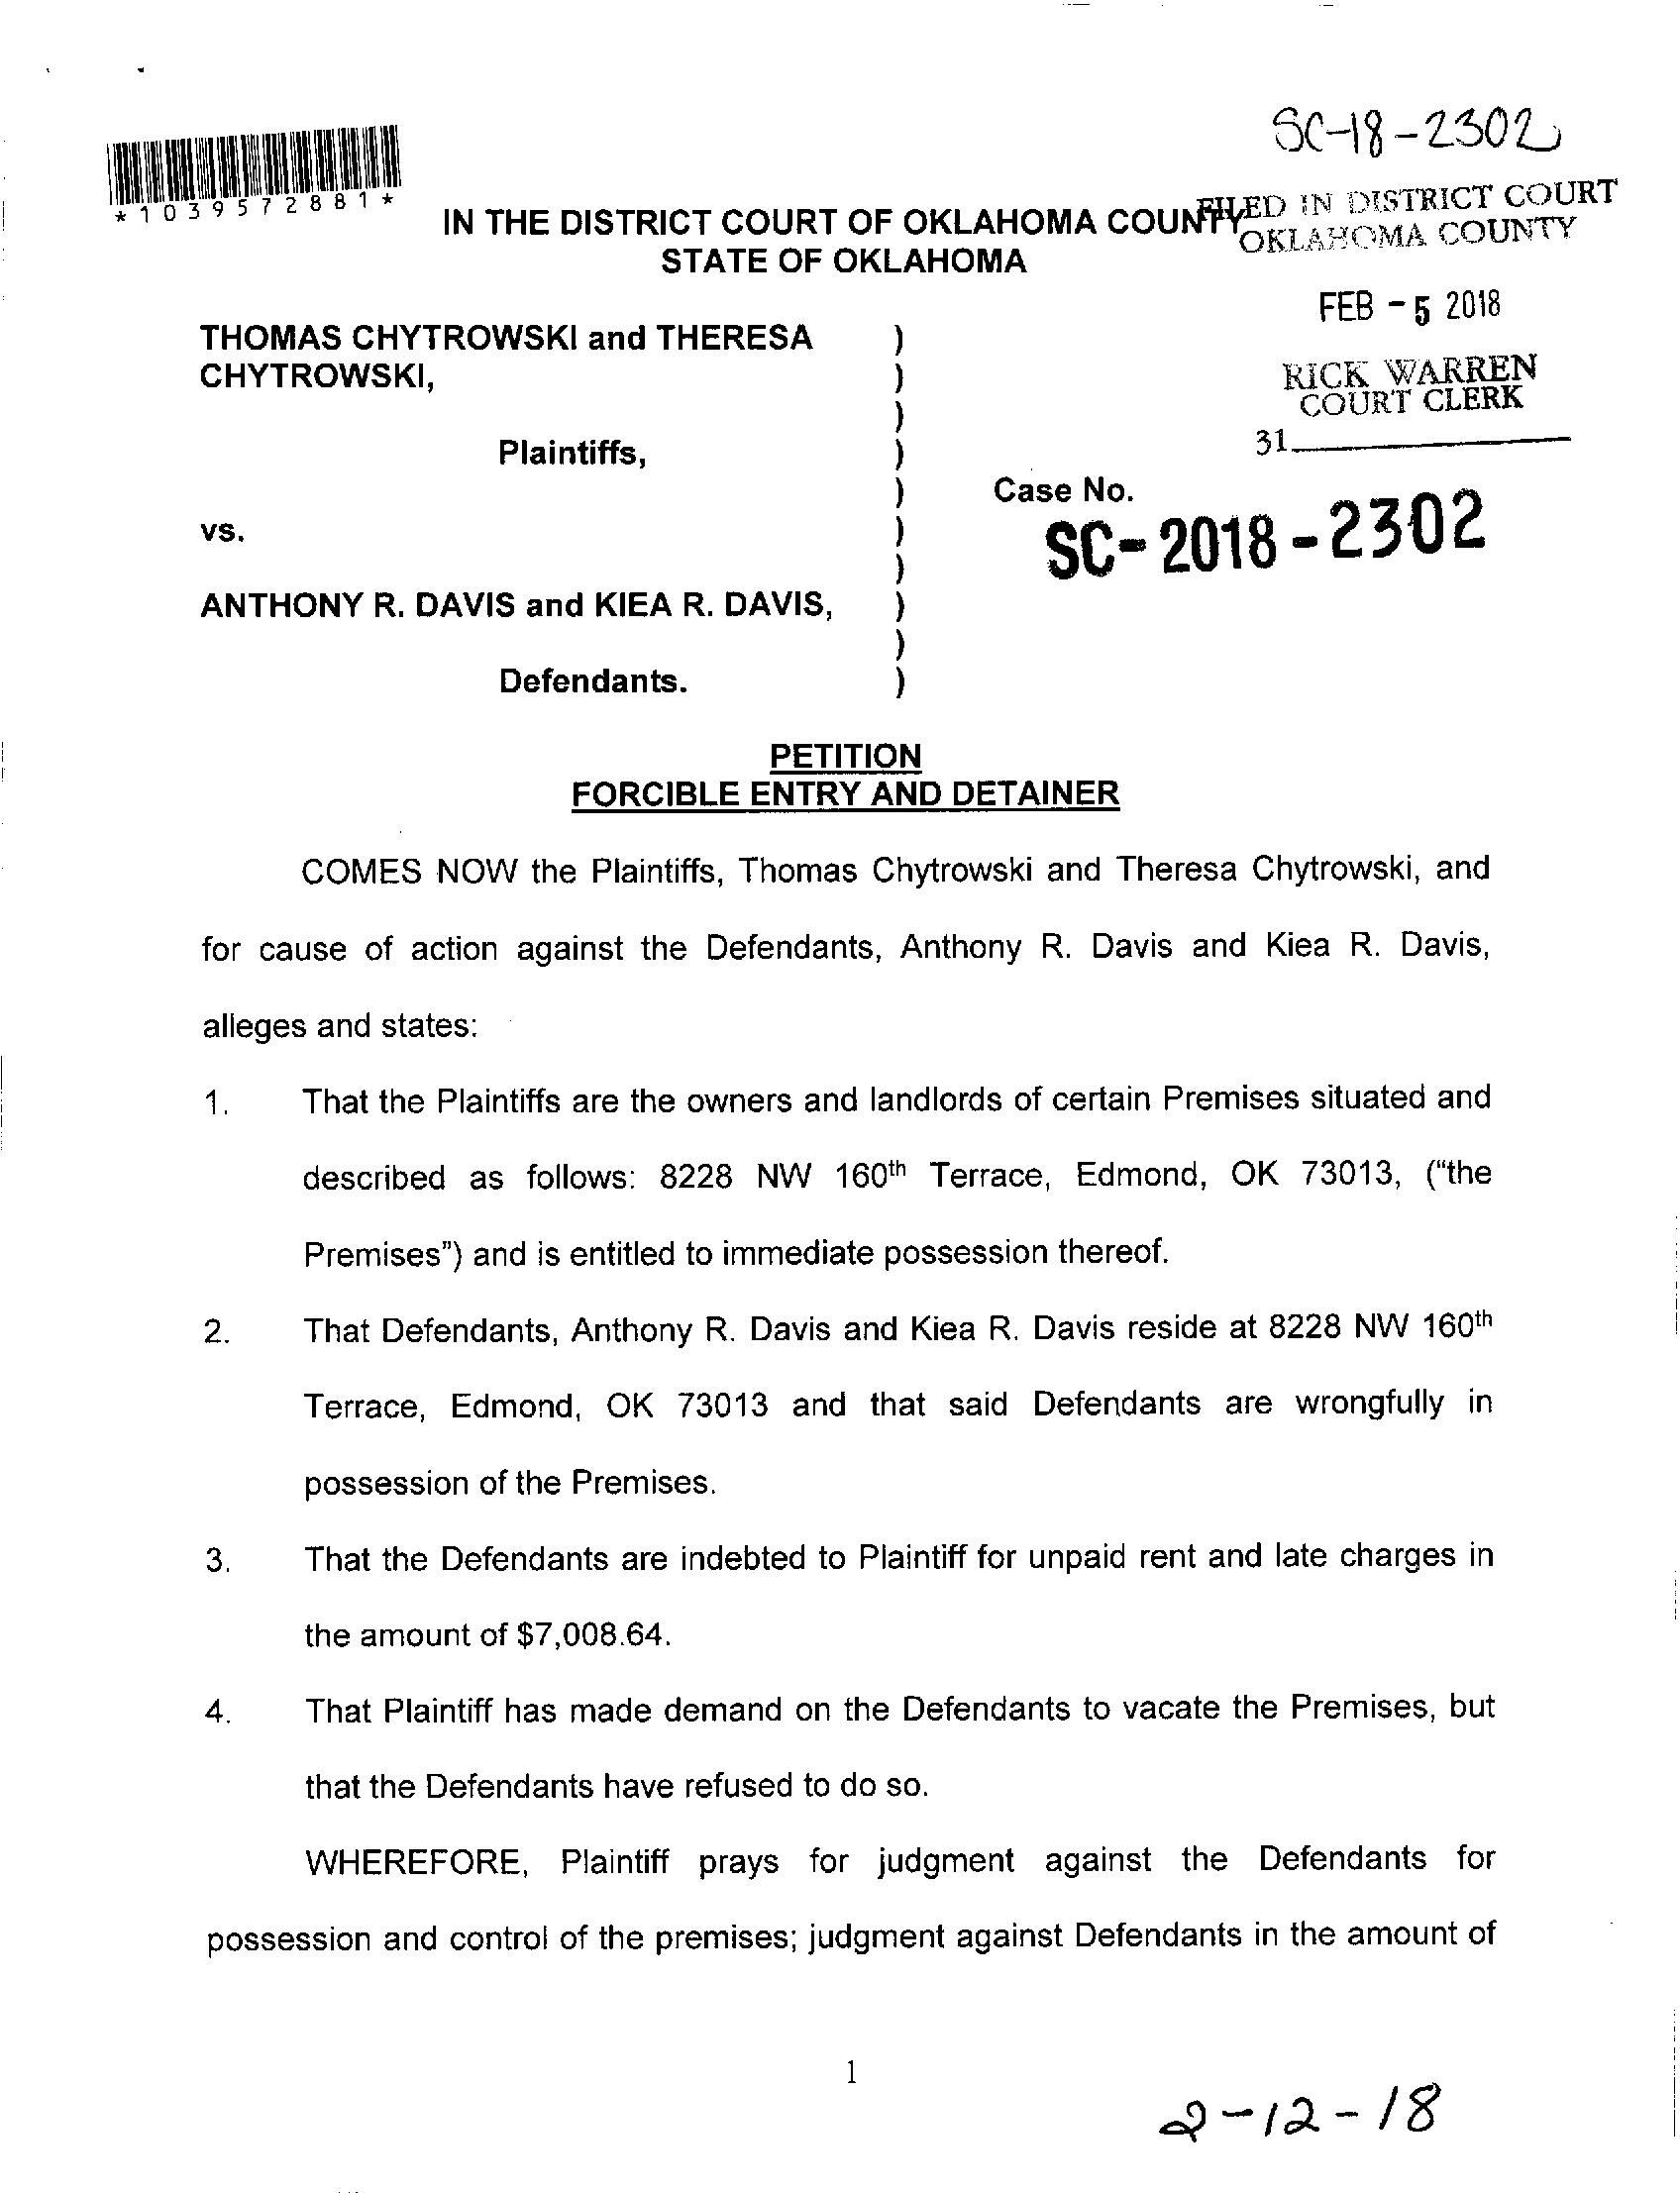 SC-18-2302
*1039572881*
IN THE DISTRICT COURT OF OKLAHOMA COUNTY
STATE OF OKLAHOMA
FILED IN DISTRICT COURT
OKLAHOMA COUNTY
FEB - 5 2018
RICK WARREN
COURT CLERK
31
THOMAS CHYTROWSKI and THERESA )
CHYTROWSKI, )
)
Plaintiffs, )
) Case No.
vs. ) SC-2018-2302
)
ANTHONY R. DAVIS and KIEA R. DAVIS, )
)
Defendants. )
PETITION
FORCIBLE ENTRY AND DETAINER
COMES NOW the Plaintiffs, Thomas Chytrowski and Theresa Chytrowski, and
for cause of action against the Defendants, Anthony R. Davis and Kiea R. Davis,
alleges and states:
1. That the Plaintiffs are the owners and landlords of certain Premises situated and
described as follows: 8228 NW 160th Terrace, Edmond, OK 73013, (“the
Premises”) and is entitled to immediate possession thereof.
2. That Defendants, Anthony R. Davis and Kiea R. Davis reside at 8228 NW 160th
Terrace, Edmond, OK 73013 and that said Defendants are wrongfully in
possession of the Premises.
3. That the Defendants are indebted to Plaintiff for unpaid rent and late charges in
the amount of $7,008.64.
4. That Plaintiff has made demand on the Defendants to vacate the Premises, but
that the Defendants have refused to do so.
WHEREFORE, Plaintiff prays for judgment against the Defendants for
possession and control of the premises; judgment against Defendants in the amount of
1
2-12-18